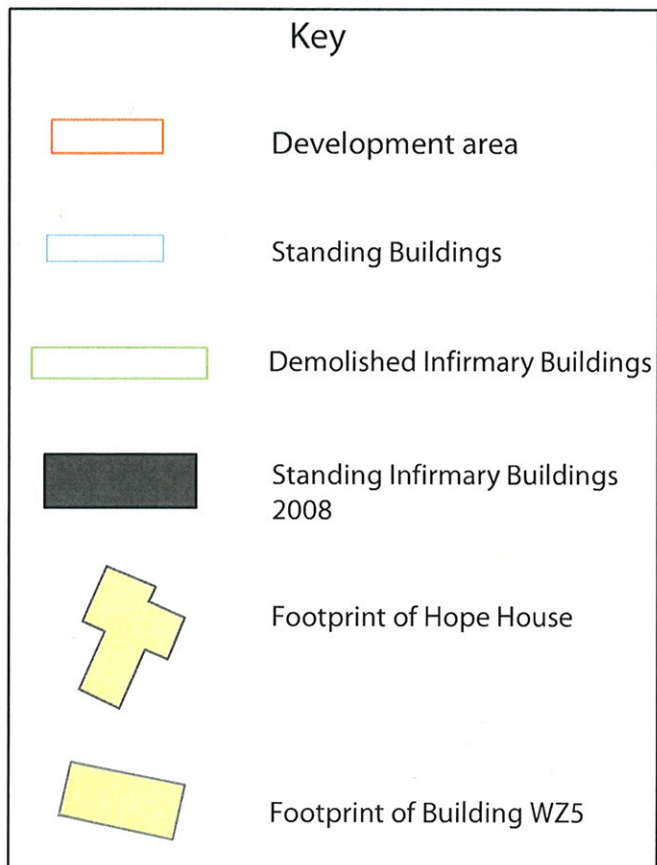 Key
Development area
Standing Buildings
Demolished Infirmary Buildings
Standing Infirmary Buildings
2008
Footprint of Hope House
Footprint of Building WZ5